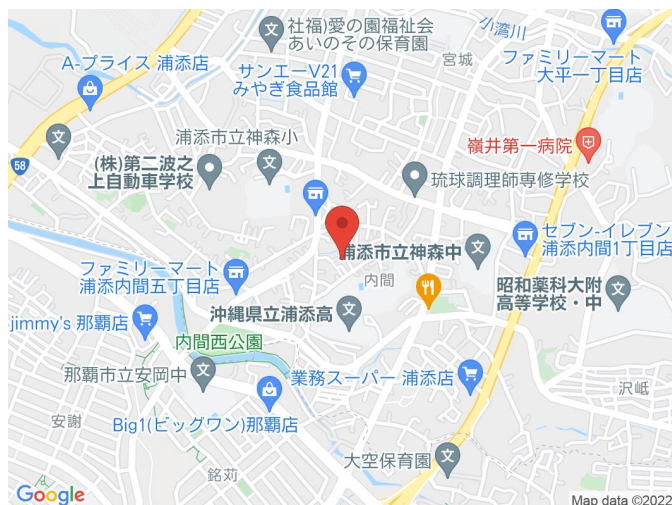 社福)愛の園福祉会
あいのその保育園
小湾川
宮城
ファミリーマート
大平一丁目店
A-プライス 浦添店
サンエーV21
みやぎ食品館
嶺井第一病院
浦添市立神森小
58
(株)第二波之
上自動車学校
琉球調理師専修学校
セブン-イレブン
浦添内間1丁目店
浦添市立神森中
ファミリーマート
浦添内間五丁目店
内間
昭和薬科大附
高等学校・中
沖縄県立浦添高
jimmy's 那覇店
内間西公園
那覇市立安岡中
業務スーパー 浦添店
沢岻
安謝
Big1(ビッグワン)那覇店
大空保育園
銘苅
Google
Map data ©2022